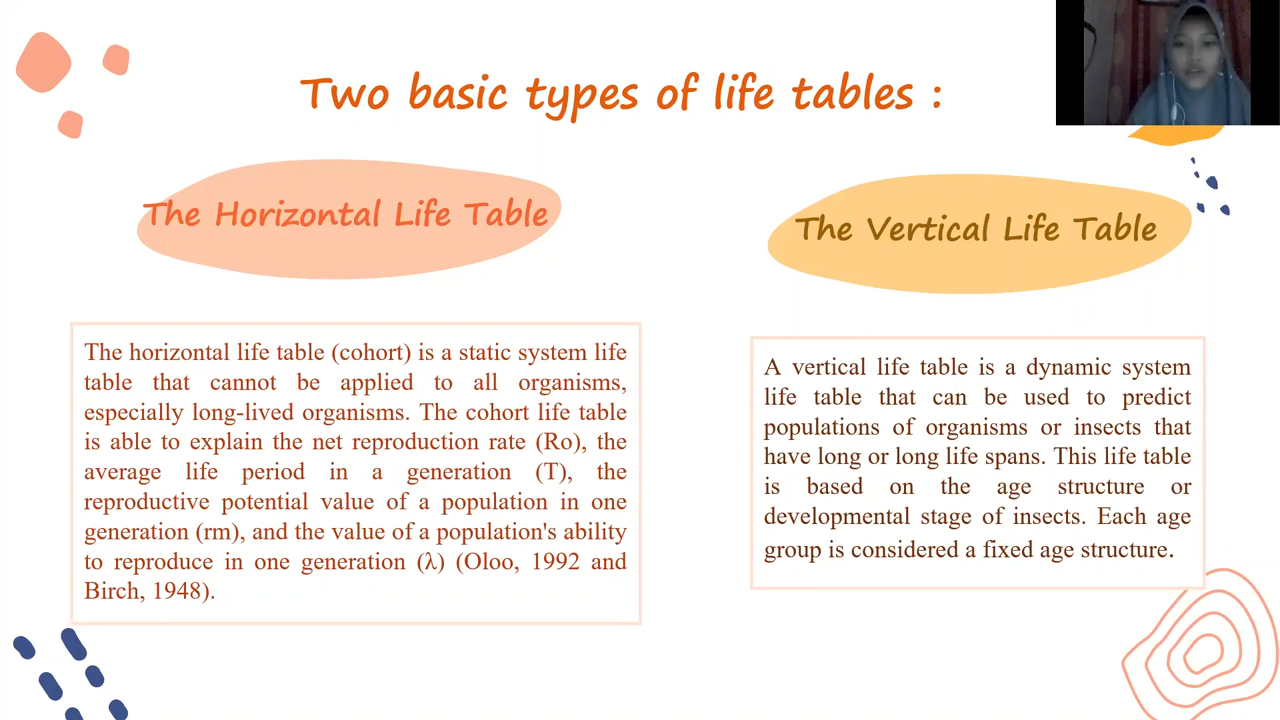 Two basic types of life tables :
The Horizontal Life Table
The horizontal life table (cohort) is a static system life
table that cannot be applied to all organisms,
especially long-lived organisms. The cohort life table
is able to explain the net reproduction rate (Ro), the
average life period in a generation (T), the
reproductive potential value of a population in one
generation (rm), and the value of a population's ability
to reproduce in one generation (λ) (Oloo, 1992 and
Birch, 1948).
The Vertical Life Table
A vertical life table is a dynamic system
life table that can be used to predict
populations of organisms or insects that
have long or long life spans. This life table
is based on the age structure or
developmental stage of insects. Each age
group is considered a fixed age structure.